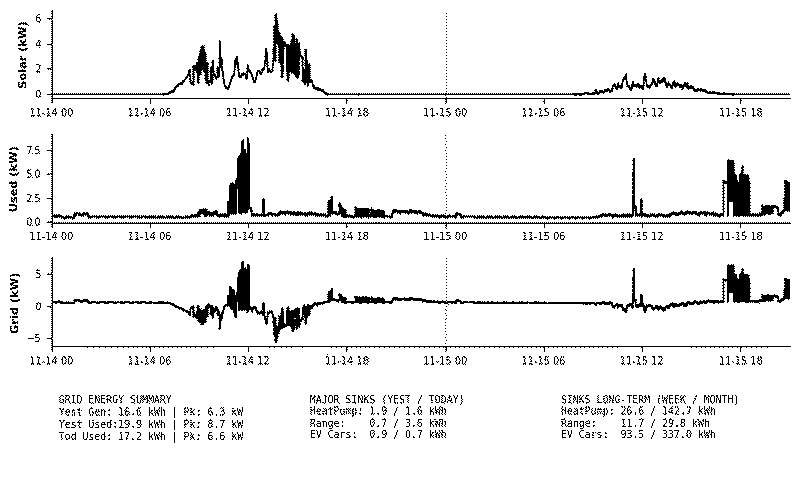 Solar (kW)
6
4
2
0
11-14 00
11-14 06
11-14 12
11-14 18
11-15 00
11-15 06
11-15 12
11-15 18
Used (kW)
7.5
5.0
2.5
0.0
11-14 00
11-14 06
11-14 12
11-14 18
11-15 00
11-15 06
11-15 12
11-15 18
Grid (kW)
5
0
−5
11-14 00
11-14 06
11-14 12
11-14 18
11-15 00
11-15 06
11-15 12
11-15 18
GRID ENERGY SUMMARY
Yest Gen: 16.6 kWh | Pk: 6.3 kW
Yest Used:19.9 kWh | Pk: 8.7 kW
Tod Used: 17.2 kWh | Pk: 6.6 kW
MAJOR SINKS (YEST / TODAY)
HeatPump: 1.9 / 1.6 kWh
Range: 0.7 / 3.6 kWh
EV Cars: 0.9 / 0.7 kWh
SINKS LONG-TERM (WEEK / MONTH)
HeatPump: 26.6 / 142.7 kWh
Range: 11.7 / 29.8 kWh
EV Cars: 93.5 / 337.0 kWh